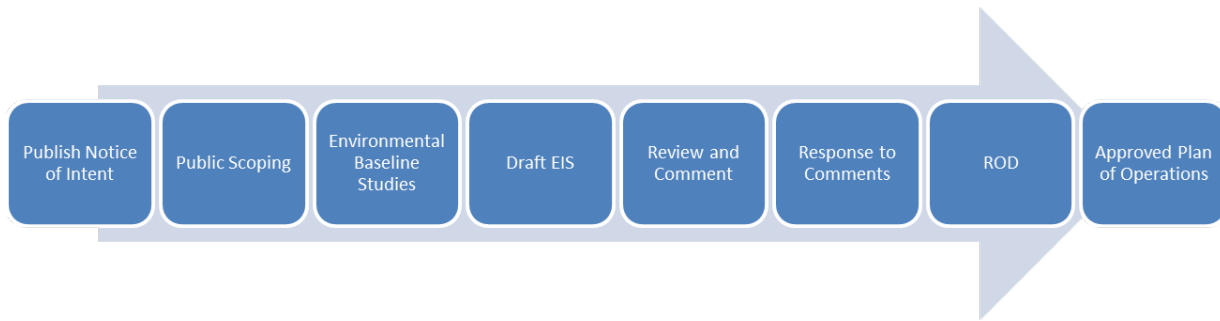 Publish Notice
of Intent
Public Scoping
Environmental
Baseline
Studies
Draft EIS
Review and
Comment
Response to
Comments
ROD
Approved Plan
of Operations